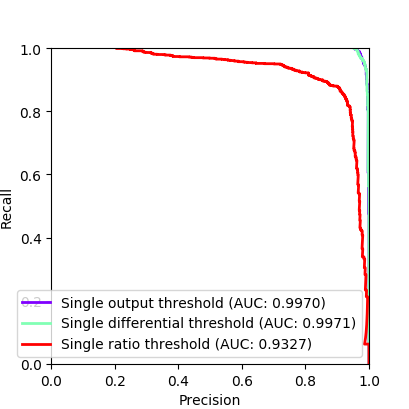 1.0
0.8
0.6
0.4
0.2
0.0
Recall
Single output threshold (AUC: 0.9970)
Single differential threshold (AUC: 0.9971)
Single ratio threshold (AUC: 0.9327)
0.0 0.2 0.4 0.6 0.8 1.0
Precision